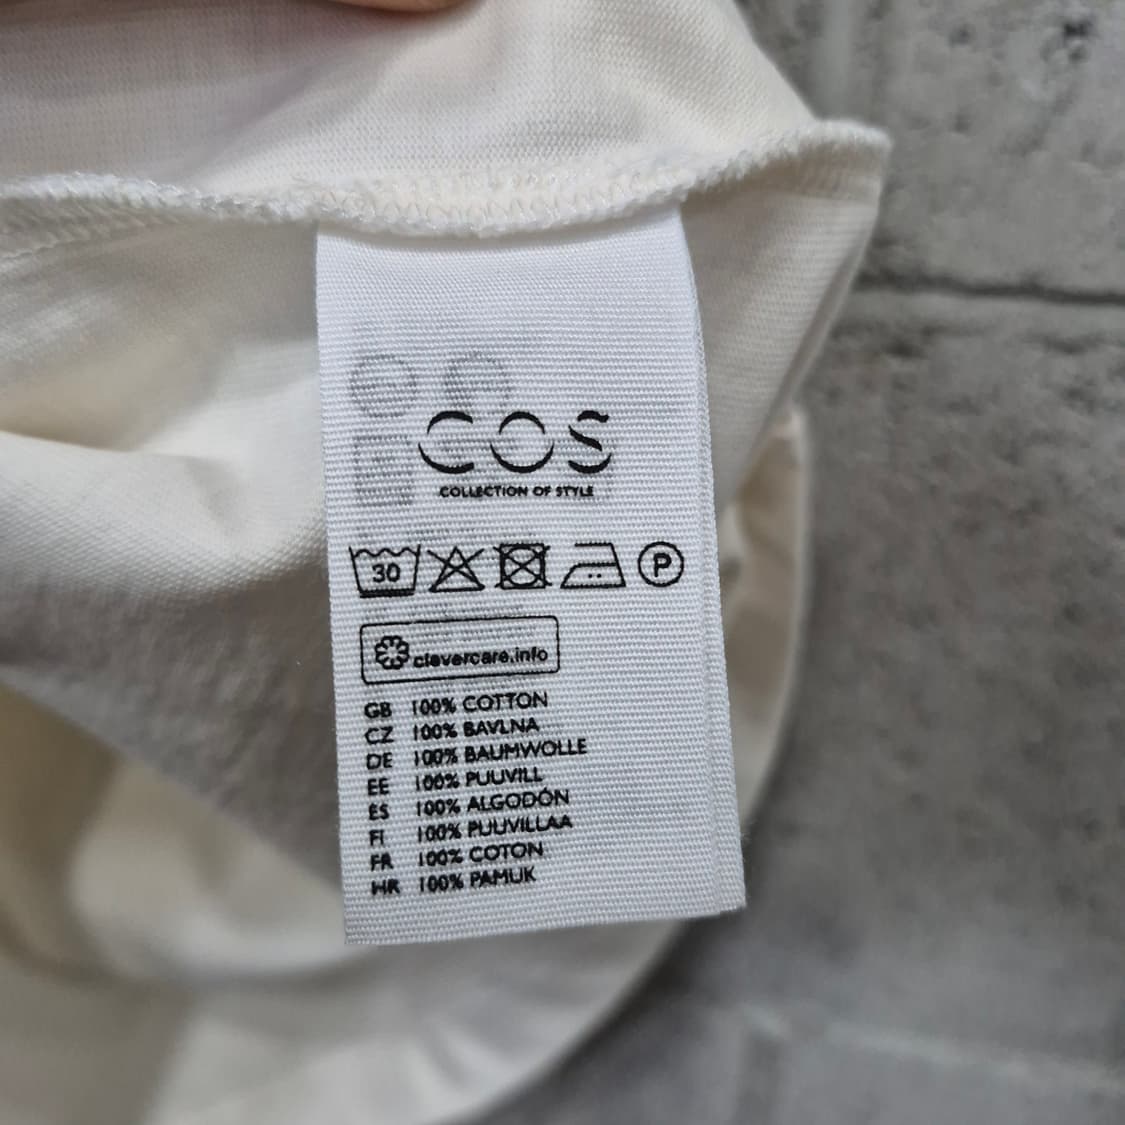 COS
COLLECTION OF STYLE
30 P
clevercare.info
GB 100% COTTON
CZ 100% BAVLNA
DE 100% BAUMWOLLE
EE 100% PUUVILL
ES 100% ALGODÓN
FI 100% PUUVILLAA
FR 100% COTON
HR 100% PAMUK